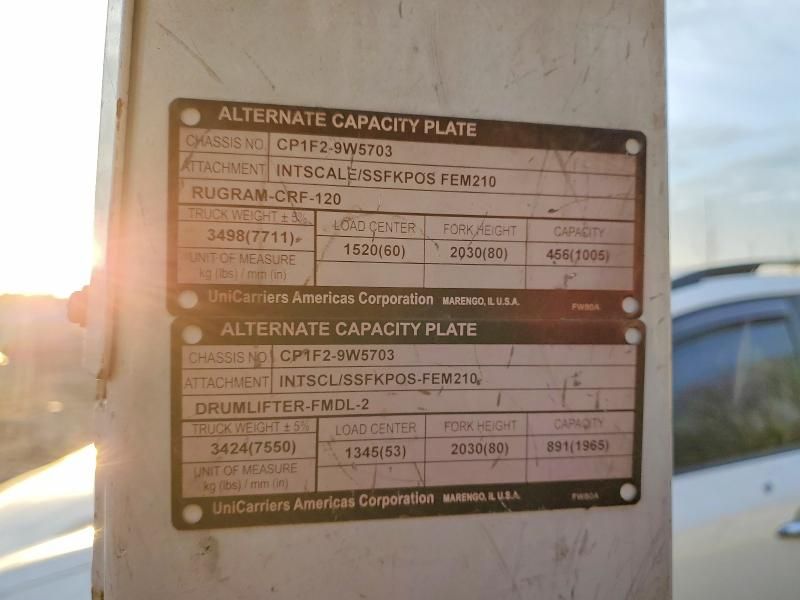 ALTERNATE CAPACITY PLATE
CHASSIS NO. CP1F2-9W5703
ATTACHMENT INTSCALE/SSFKPOS FEM210
RUGRAM-CRF-120
TRUCK WEIGHT ± 5% LOAD CENTER FORK HEIGHT CAPACITY
3498(7711) 1520(60) 2030(80) 456(1005)
UNIT OF MEASURE
kg (lbs) / mm (in)
UniCarriers Americas Corporation MARENGO, IL U.S.A. FW80A
ALTERNATE CAPACITY PLATE
CHASSIS NO. CP1F2-9W5703
ATTACHMENT INTSCL/SSFKPOS-FEM210
DRUMLIFTER-FMDL-2
TRUCK WEIGHT ± 5% LOAD CENTER FORK HEIGHT CAPACITY
3424(7550) 1345(53) 2030(80) 891(1965)
UNIT OF MEASURE
kg (lbs) / mm (in)
UniCarriers Americas Corporation MARENGO, IL U.S.A. FW80A